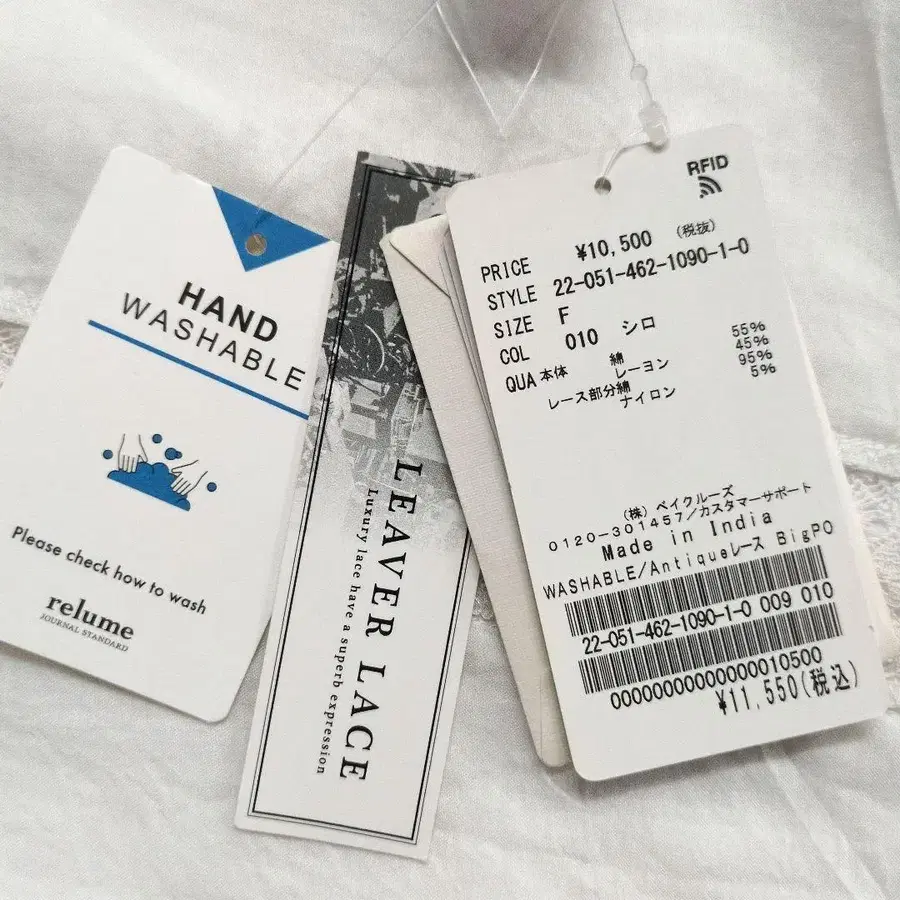 HAND
WASHABLE
Please check how to wash
relume
JOURNAL STANDARD
LEAVER LACE
Luxury lace have a superb expression
RFID
PRICE ¥10,500 (税抜)
STYLE 22-051-462-1090-1-0
SIZE F
COL 010 シロ
QUA 本体 綿 55%
レーヨン 45%
レース部分綿 95%
ナイロン 5%
(株) ベイクルーズ
0120-301457/カスタマーサポート
Made in India
WASHABLE/Antiqueレース BigPO
22-051-462-1090-1-0 009 010
0000000000000010500
¥11,550(税込)